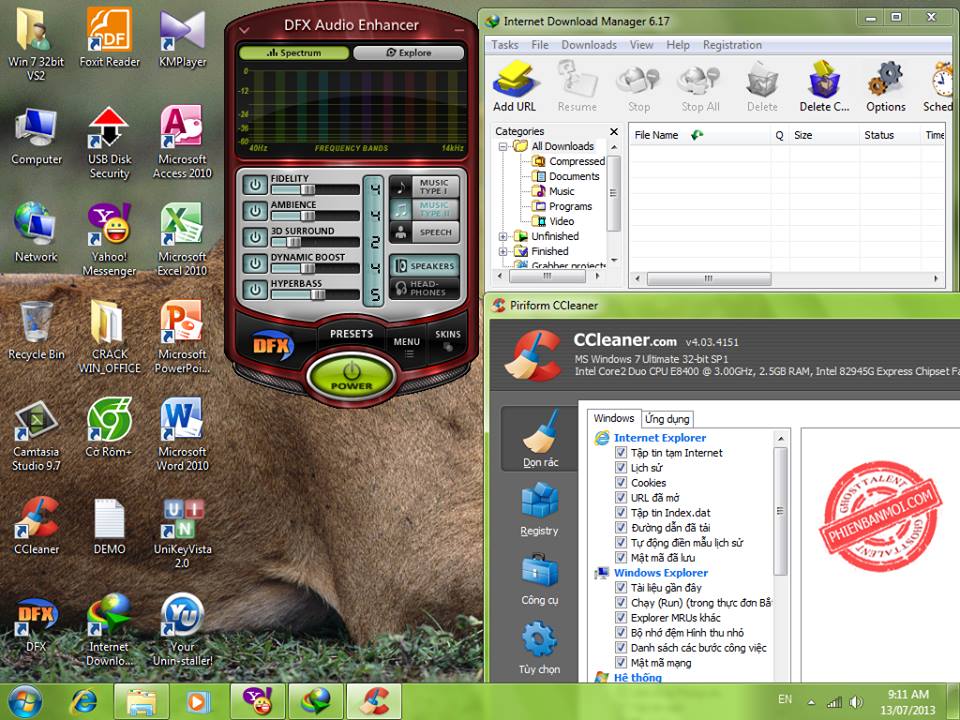 Win 7 32bit
VS2
Foxit Reader
KMPlayer
Computer
USB Disk
Security
Microsoft
Access 2010
Network
Yahoo!
Messenger
Microsoft
Excel 2010
Recycle Bin
CRACK
WIN_OFFICE
Microsoft
PowerPoi...
Camtasia
Studio 9.7
Cờ Rôm+
Microsoft
Word 2010
CCleaner
DEMO
UniKeyVista
2.0
DFX
Internet
Downlo...
Your
Unin-staller!
DFX Audio Enhancer
Spectrum
Explore
0
-12
-24
-36
-60
40Hz FREQUENCY BANDS 14kHz
FIDELITY
4
AMBIENCE
4
3D SURROUND
2
DYNAMIC BOOST
4
HYPERBASS
5
MUSIC
TYPE I
MUSIC
TYPE II
SPEECH
SPEAKERS
HEAD-
PHONES
DFX
PRESETS
MENU
SKINS
POWER
Internet Download Manager 6.17
Tasks File Downloads View Help Registration
Add URL Resume Stop Stop All Delete Delete C... Options Sched
Categories
All Downloads
Compressed
Documents
Music
Programs
Video
Unfinished
Finished
Grabber projects
File Name Q Size Status Time
Piriform CCleaner
CCleaner.com v4.03.4151
MS Windows 7 Ultimate 32-bit SP1
Intel Core2 Duo CPU E8400 @ 3.00GHz, 2.5GB RAM, Intel 82945G Express Chipset Fa
Dọn rác
Registry
Công cụ
Tùy chọn
Windows Ứng dụng
Internet Explorer
Tập tin tạm Internet
Lịch sử
Cookies
URL đã mở
Tập tin Index.dat
Đường dẫn đã tải
Tự động điền mẫu lịch sử
Mật mã đã lưu
Windows Explorer
Tài liệu gần đây
Chạy (Run) (trong thực đơn Bắt
Explorer MRUs khác
Bộ nhớ đệm Hình thu nhỏ
Danh sách các bước công việc
Mật mã mạng
Hệ thống
GHOSTTALENT
PHIENBANMOI.COM
GHOSTTALENT
EN
9:11 AM
13/07/2013